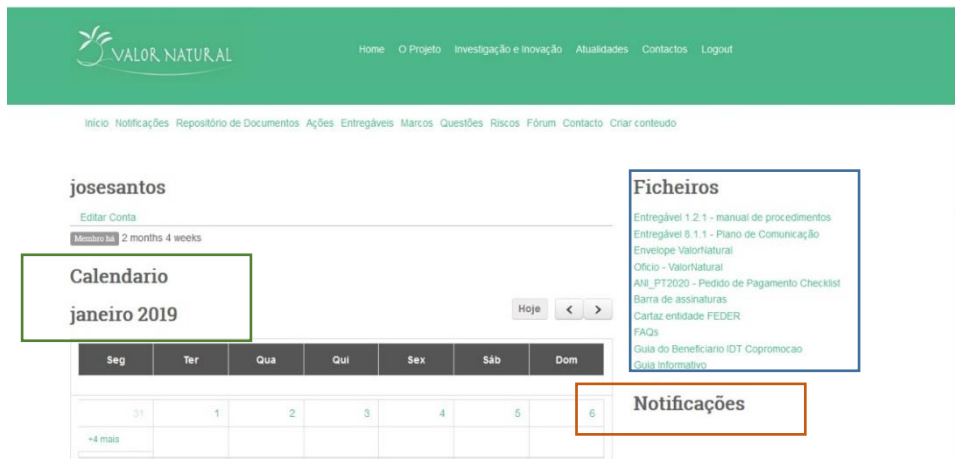 VALOR NATURAL
Home O Projeto Investigação e Inovação Atualidades Contactos Logout
Início Notificações Repositório de Documentos Ações Entregáveis Marcos Questões Riscos Fórum Contacto Criar conteudo
josesantos
Editar Conta
Membro há 2 months 4 weeks
Calendario
janeiro 2019
Hoje < >
Seg Ter Qua Qui Sex Sáb Dom
31 1 2 3 4 5 6
+4 mais
Ficheiros
Entregável 1.2.1 - manual de procedimentos
Entregável 8.1.1 - Plano de Comunicação
Envelope ValorNatural
Oficio - ValorNatural
ANI_PT2020 - Pedido de Pagamento Checklist
Barra de assinaturas
Cartaz entidade FEDER
FAQs
Guia do Beneficiario IDT Copromocao
Guia Informativo
Notificações